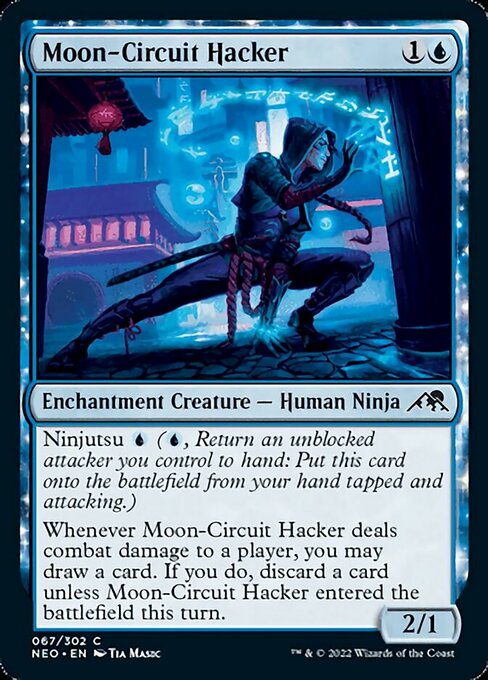 Moon-Circuit Hacker 1
Enchantment Creature — Human Ninja
Ninjutsu (, Return an unblocked
attacker you control to hand: Put this card
onto the battlefield from your hand tapped and
attacking.)
Whenever Moon-Circuit Hacker deals
combat damage to a player, you may
draw a card. If you do, discard a card
unless Moon-Circuit Hacker entered the
battlefield this turn.
2/1
067/302 C
NEO • EN Tia Masic
™ & © 2022 Wizards of the Coast